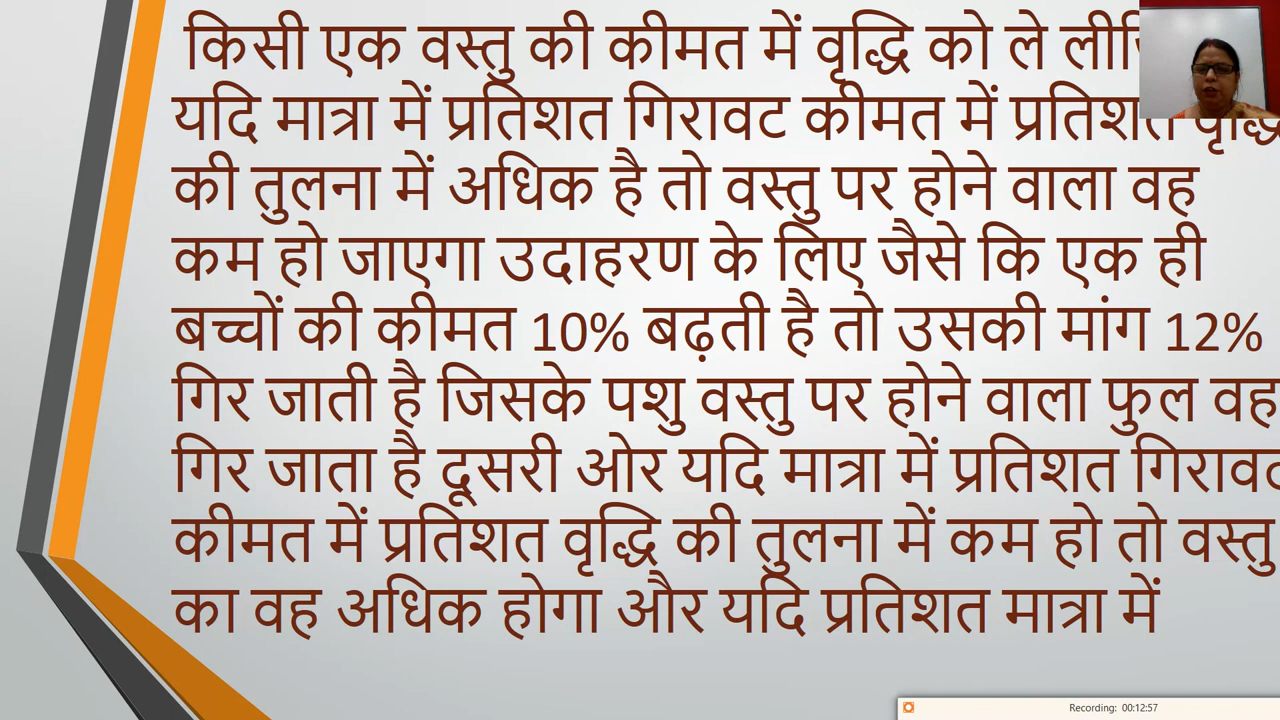 किसी एक वस्तु की कीमत में वृद्धि को ले
यदि मात्रा में प्रतिशत गिरावट कीमत में प्रतिशत वृद्धि
की तुलना में अधिक है तो वस्तु पर होने वाला वह
कम हो जाएगा उदाहरण के लिए जैसे कि एक ही
बच्चों की कीमत 10% बढ़ती है तो उसकी मांग 12%
गिर जाती है जिसके पशु वस्तु पर होने वाला फुल वह
गिर जाता है दूसरी ओर यदि मात्रा में प्रतिशत गिरावट
कीमत में प्रतिशत वृद्धि की तुलना में कम हो तो वस्तु
का वह अधिक होगा और यदि प्रतिशत मात्रा में
Recording: 00:12:57